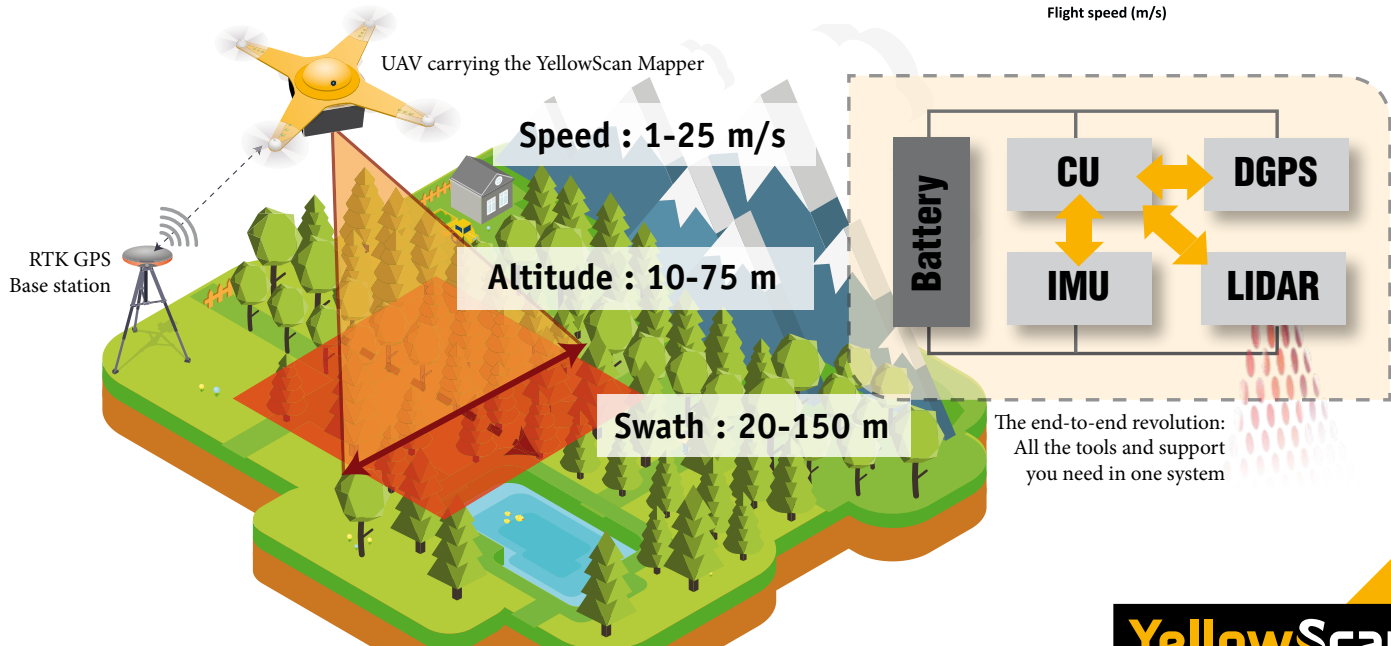 Flight speed (m/s)
UAV carrying the YellowScan Mapper
Speed : 1-25 m/s
Altitude : 10-75 m
Swath : 20-150 m
RTK GPS
Base station
Battery
CU
DGPS
IMU
LIDAR
The end-to-end revolution:
All the tools and support
you need in one system